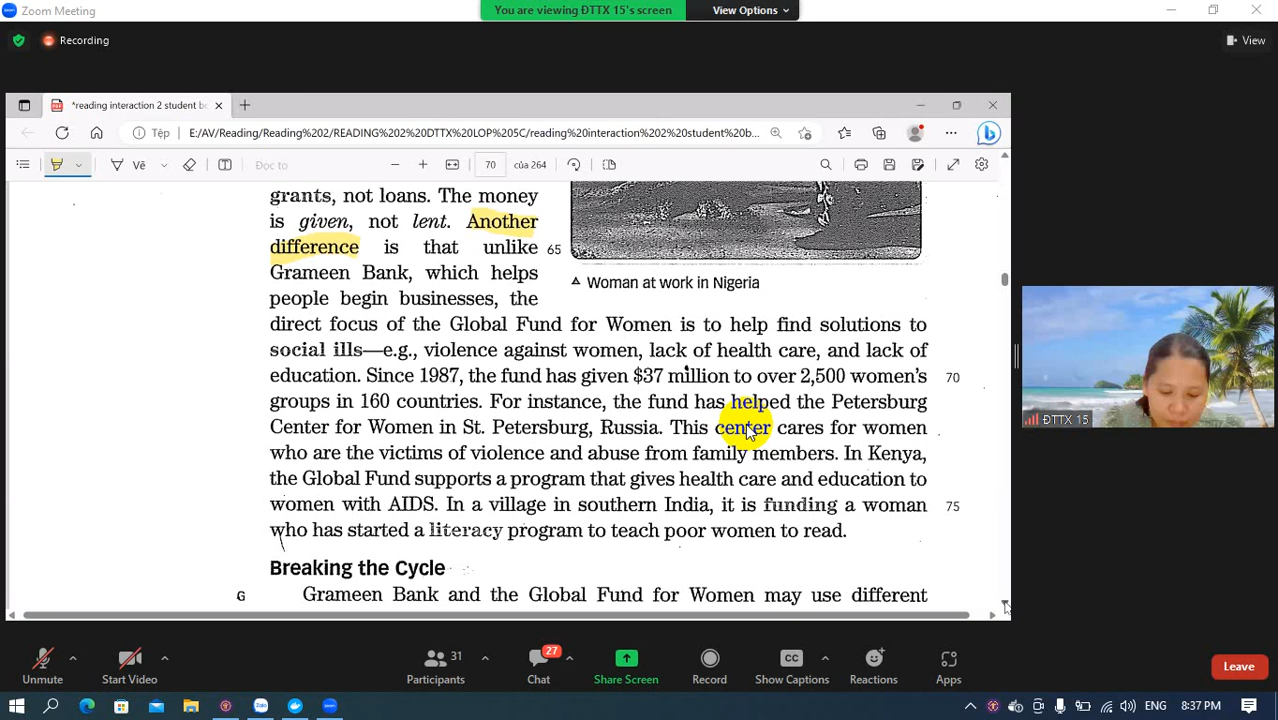 Zoom Meeting
You are viewing ĐTTX 15's screen
View Options
Recording
View
*reading interaction 2 student bo
Tệp
E:/AV/Reading/Reading%202/READING%202%20DTTX%20LOP%205C/reading%20interaction%202%20student%20b...
Vẽ
Đọc to
70
của 264
grants, not loans. The money
is given, not lent. Another
difference is that unlike
65
Grameen Bank, which helps
people begin businesses, the
Woman at work in Nigeria
direct focus of the Global Fund for Women is to help find solutions to
social ills—e.g., violence against women, lack of health care, and lack of
education. Since 1987, the fund has given $37 million to over 2,500 women's
70
groups in 160 countries. For instance, the fund has helped the Petersburg
Center for Women in St. Petersburg, Russia. This center cares for women
who are the victims of violence and abuse from family members. In Kenya,
the Global Fund supports a program that gives health care and education to
women with AIDS. In a village in southern India, it is funding a woman
75
who has started a literacy program to teach poor women to read.
Breaking the Cycle
G
Grameen Bank and the Global Fund for Women may use different
ĐTTX 15
Unmute
Start Video
31
Participants
27
Chat
Share Screen
Record
CC
Show Captions
Reactions
Apps
Leave
ENG
8:37 PM